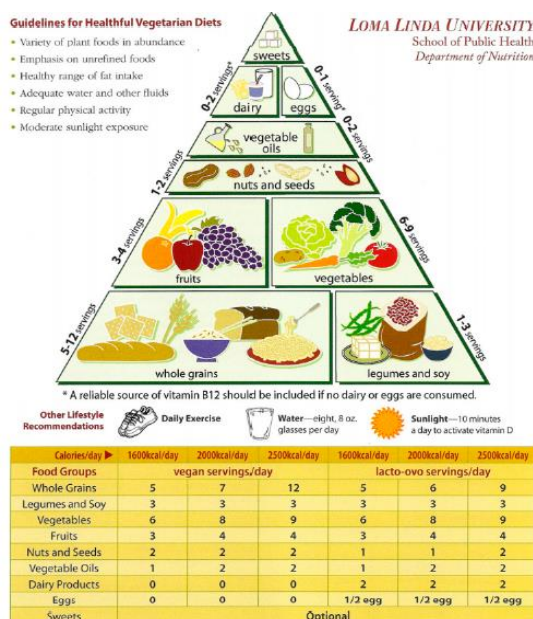 Guidelines for Healthful Vegetarian Diets
• Variety of plant foods in abundance
• Emphasis on unrefined foods
• Healthy range of fat intake
• Adequate water and other fluids
• Regular physical activity
• Moderate sunlight exposure
LOMA LINDA UNIVERSITY
School of Public Health
Department of Nutrition
sweets
0-2 servings*
dairy
eggs
0-1 serving*
vegetable
oils
0-2 servings
1-2 servings
nuts and seeds
3-4 servings
fruits
vegetables
6-9 servings
5-12 servings
whole grains
legumes and soy
1-3 servings
* A reliable source of vitamin B12 should be included if no dairy or eggs are consumed.
Other Lifestyle
Recommendations
Daily Exercise
Water—eight, 8 oz.
glasses per day
Sunlight—10 minutes
a day to activate vitamin D
Calories/day ▶ 1600kcal/day 2000kcal/day 2500kcal/day 1600kcal/day 2000kcal/day 2500kcal/day
Food Groups vegan servings/day lacto-ovo servings/day
Whole Grains 5 7 12 5 6 9
Legumes and Soy 3 3 3 3 3 3
Vegetables 6 8 9 6 8 9
Fruits 3 4 4 3 4 4
Nuts and Seeds 2 2 2 1 1 2
Vegetable Oils 1 2 2 1 2 2
Dairy Products 0 0 0 2 2 2
Eggs 0 0 0 1/2 egg 1/2 egg 1/2 egg
Sweets Optional